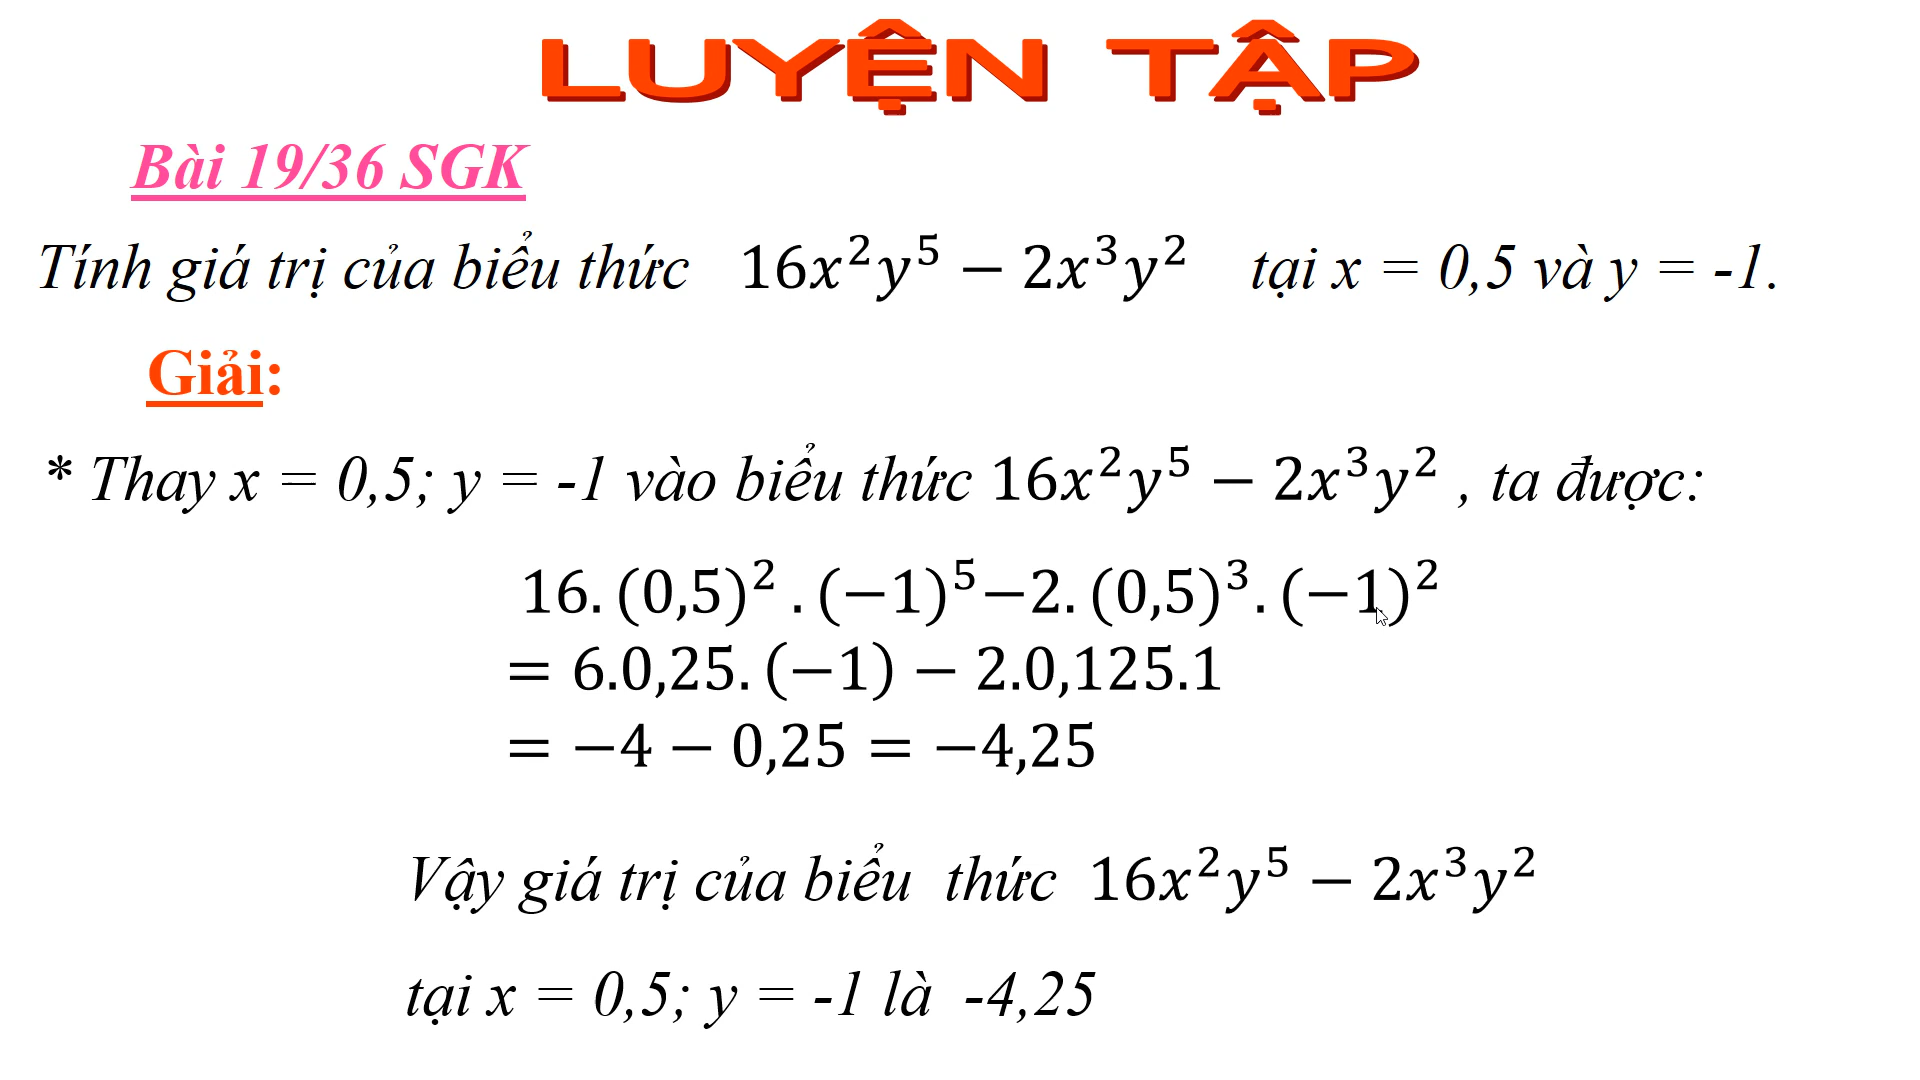 LUYỆN TẬP
Bài 19/36 SGK
Tính giá trị của biểu thức 16x²y⁵ − 2x³y² tại x = 0,5 và y = -1.
Giải:
* Thay x = 0,5; y = -1 vào biểu thức 16x²y⁵ − 2x³y² , ta được:
16. (0,5)² . (−1)⁵−2. (0,5)³. (−1)²
= 6.0,25. (−1) − 2.0,125.1
= −4 − 0,25 = −4,25
Vậy giá trị của biểu thức 16x²y⁵ − 2x³y²
tại x = 0,5; y = -1 là -4,25